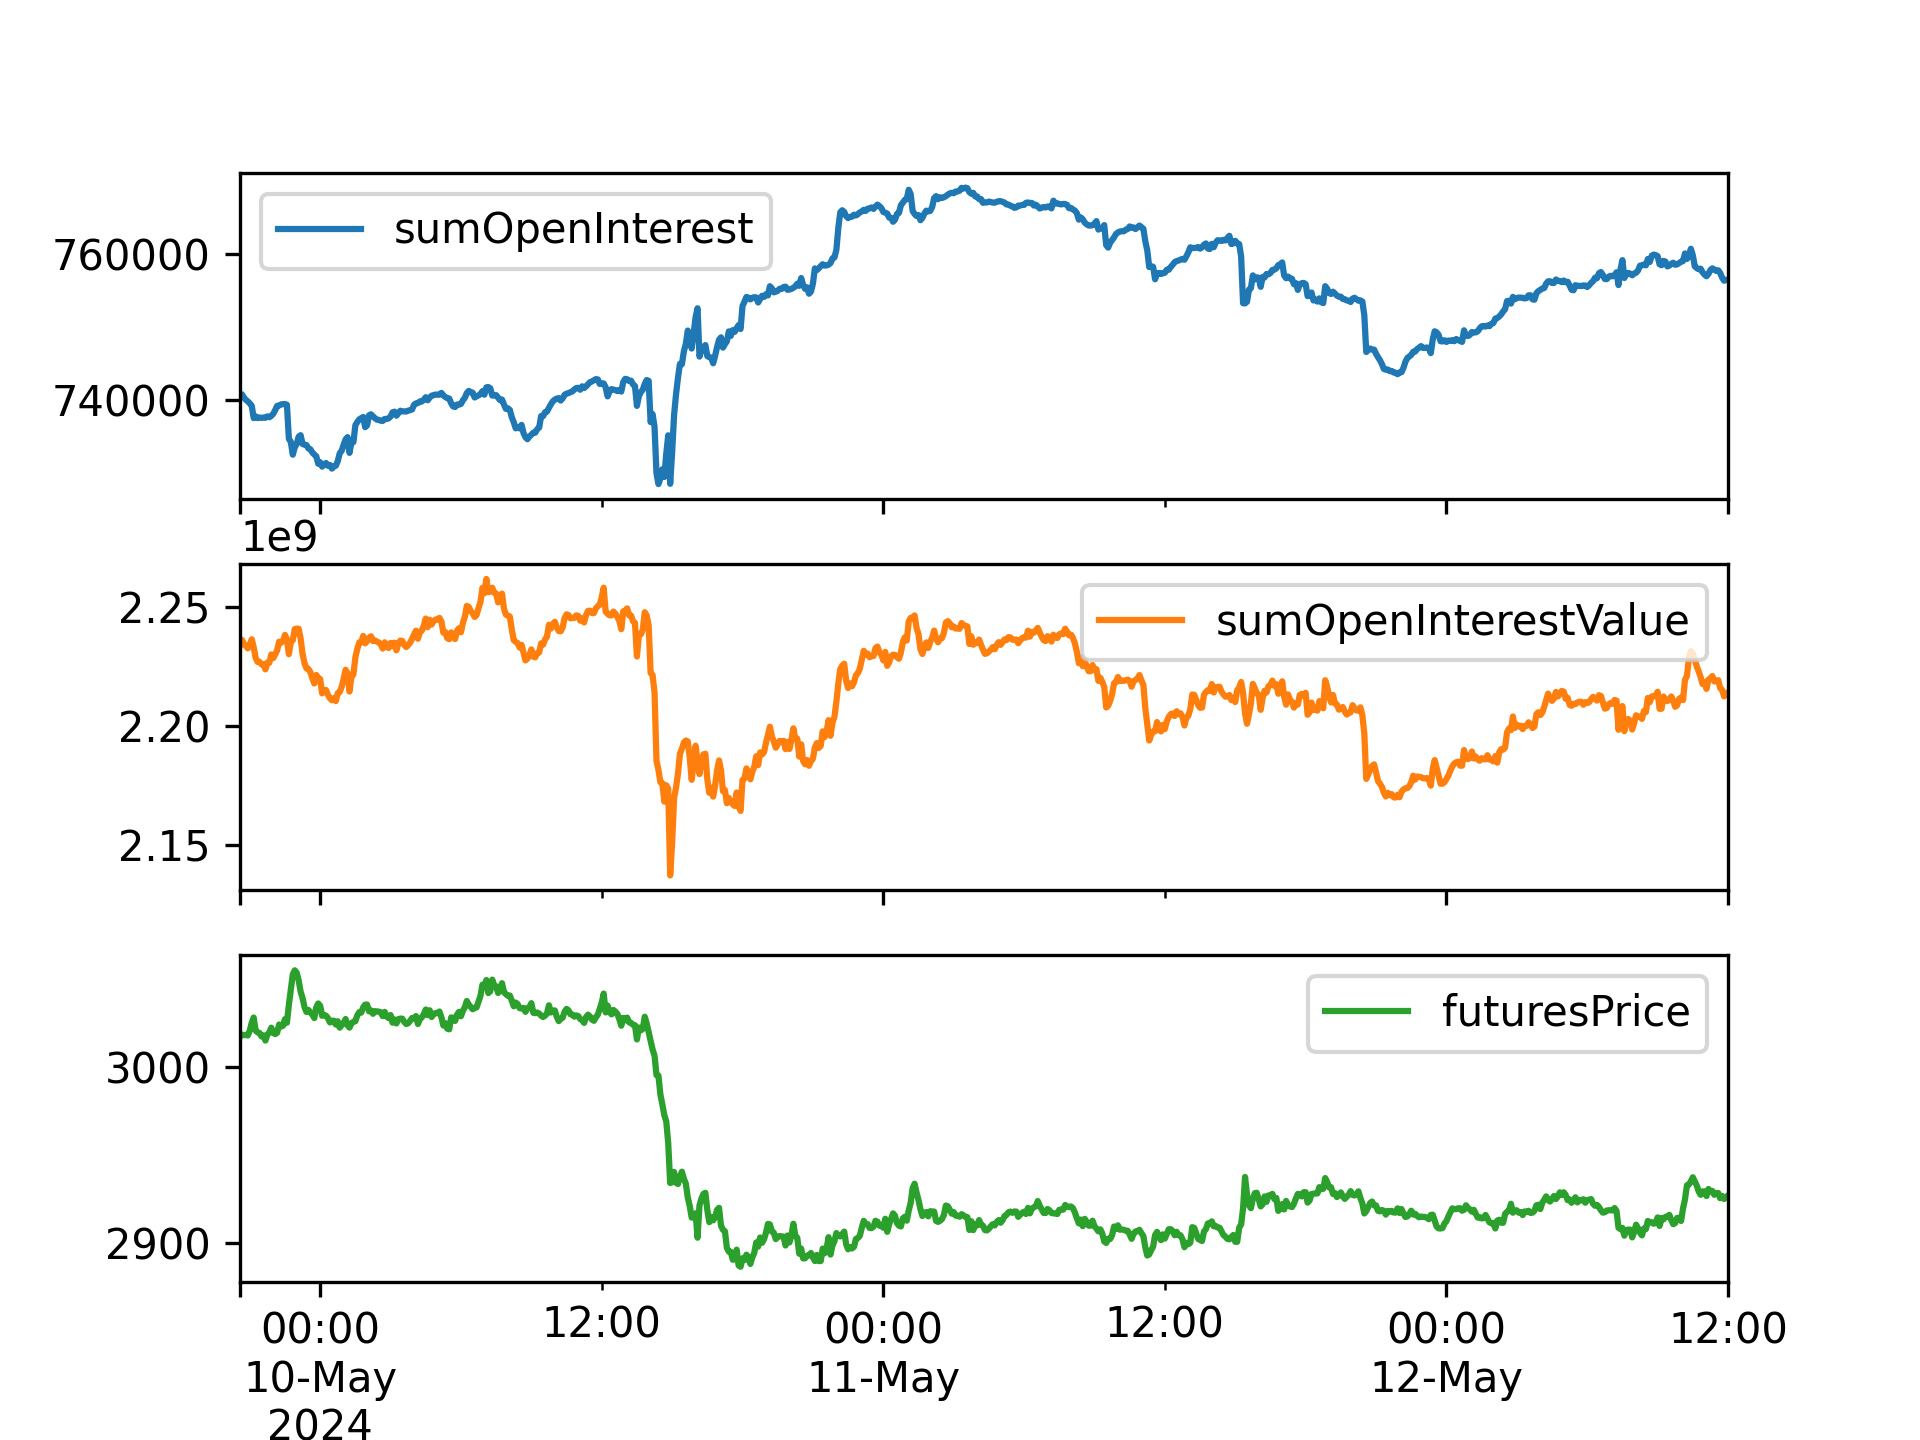 sumOpenInterest
760000
740000
1e9
sumOpenInterestValue
2.25
2.20
2.15
futuresPrice
3000
2900
00:00 12:00 00:00 12:00 00:00 12:00
10-May 11-May 12-May
2024